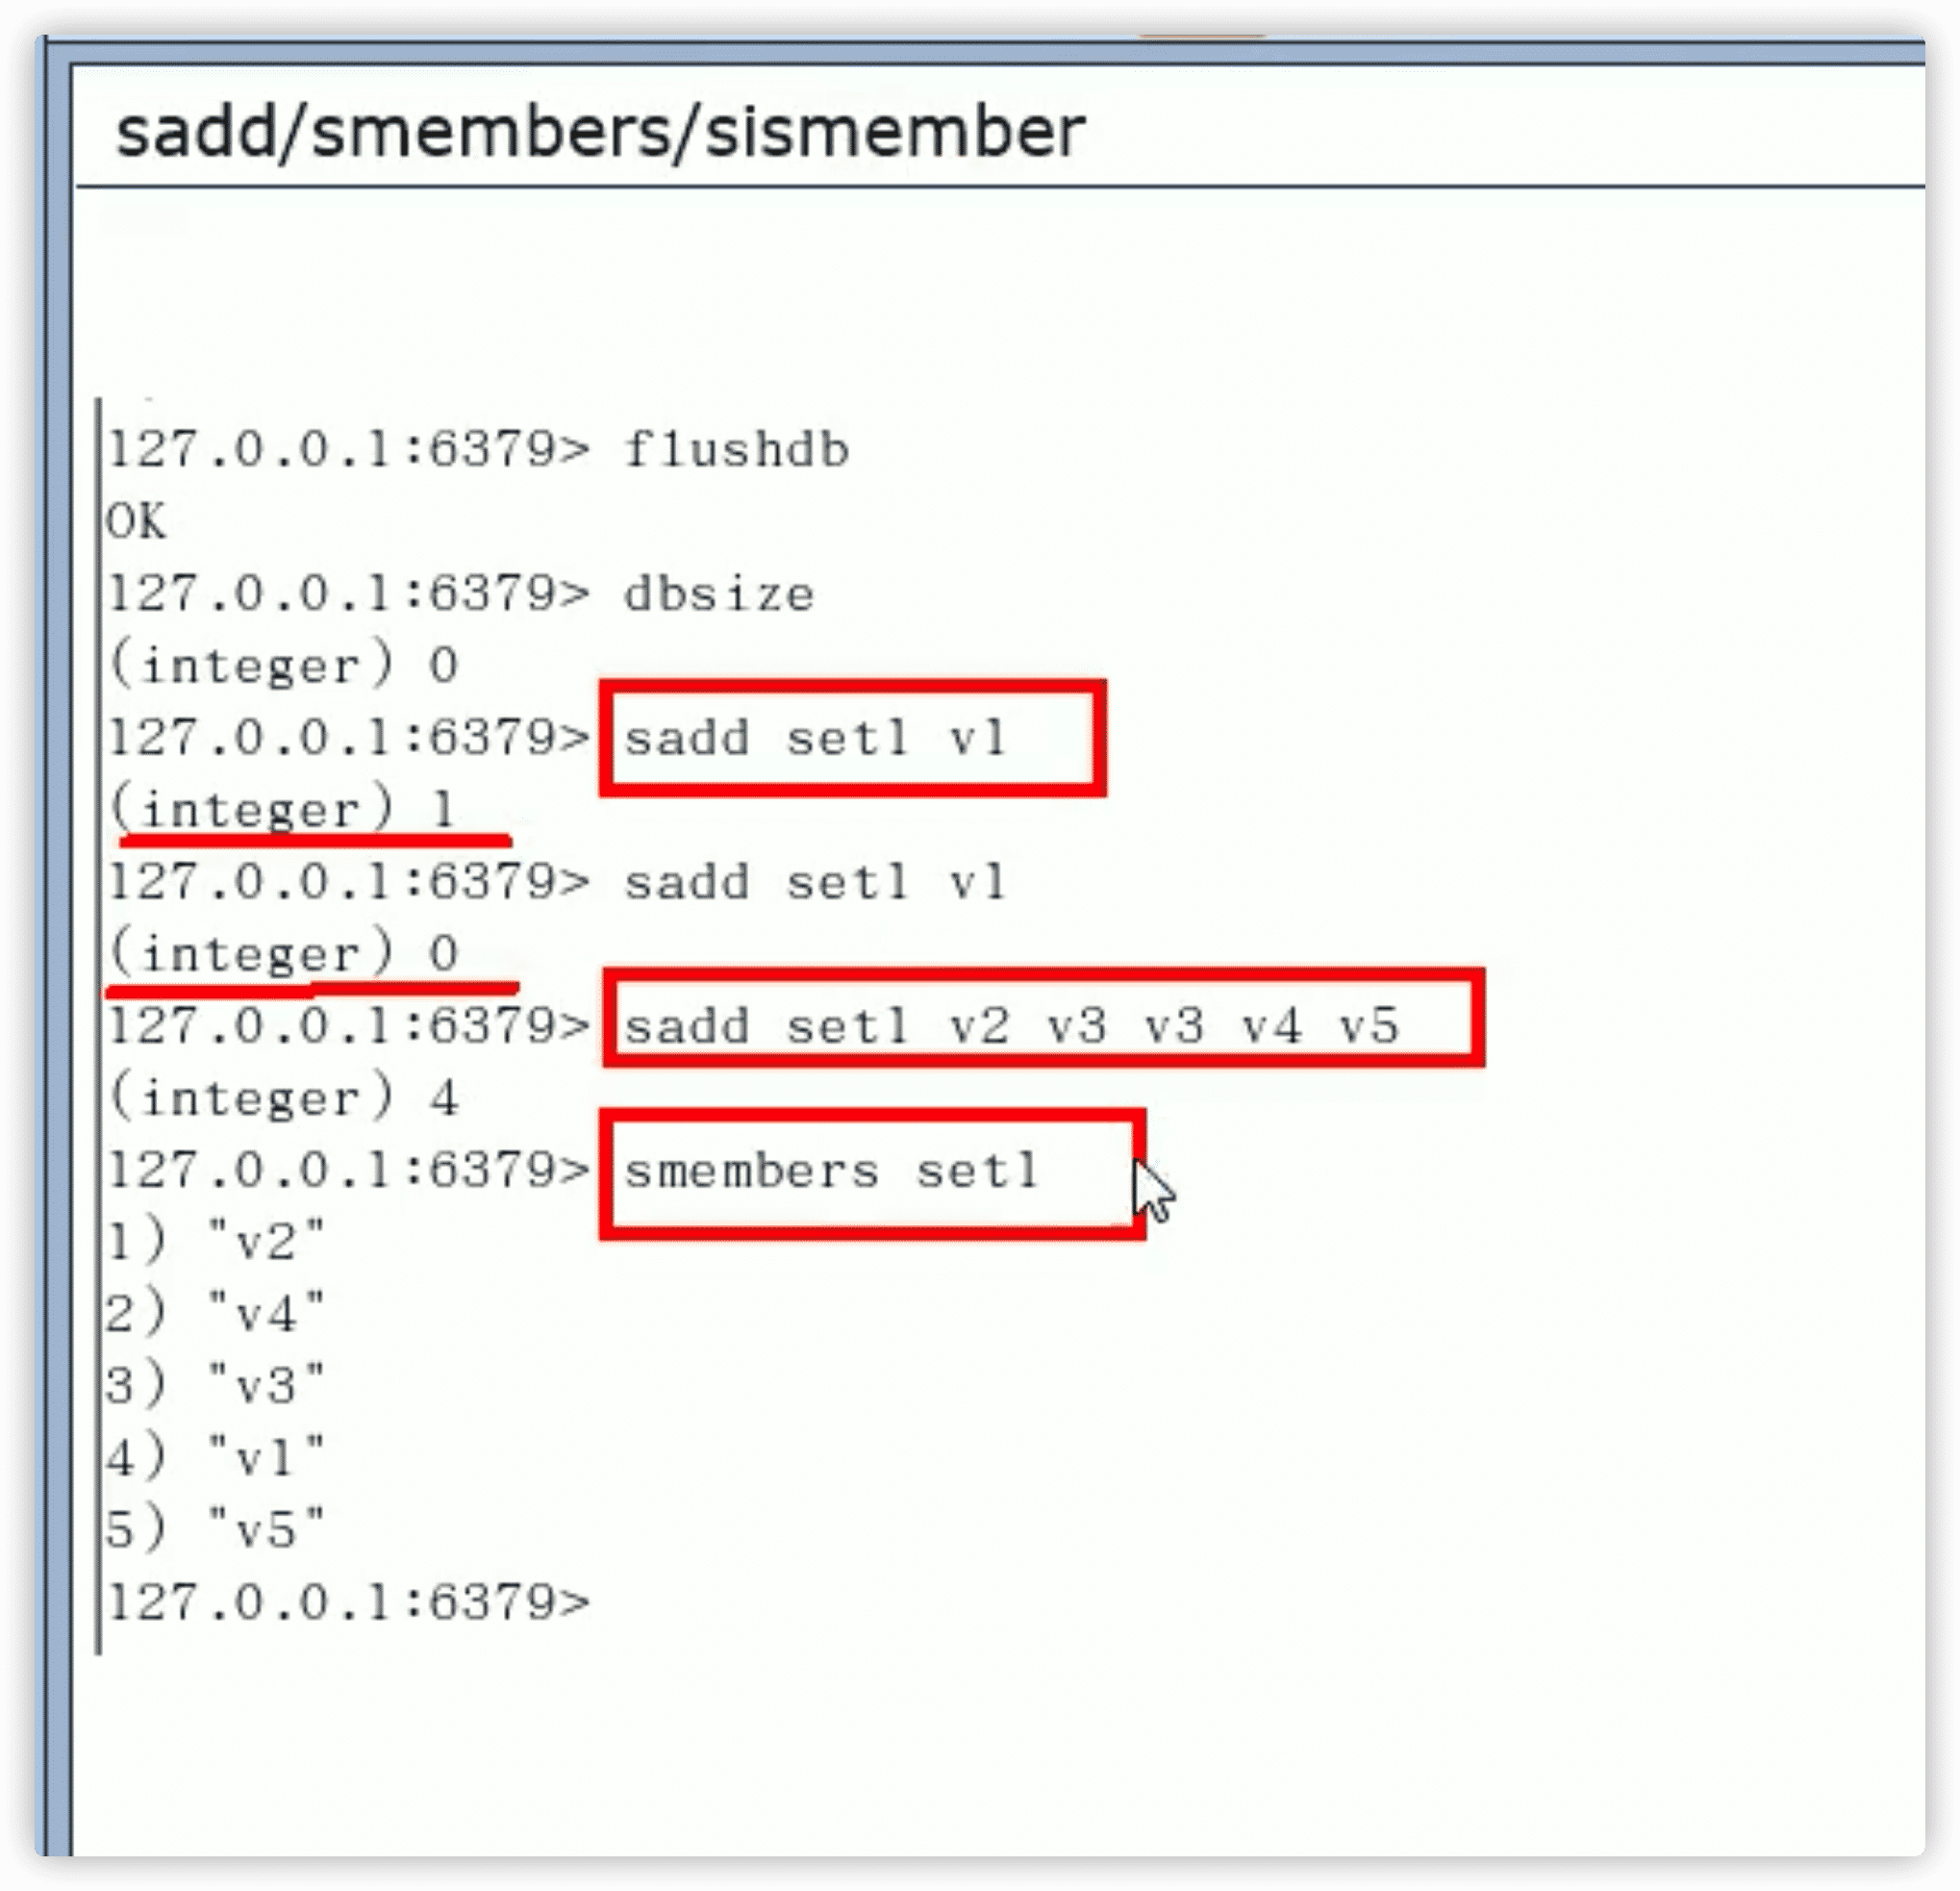 sadd/smembers/sismember
127.0.0.1:6379> flushdb
OK
127.0.0.1:6379> dbsize
(integer) 0
127.0.0.1:6379> sadd set1 v1
(integer) 1
127.0.0.1:6379> sadd set1 v1
(integer) 0
127.0.0.1:6379> sadd set1 v2 v3 v3 v4 v5
(integer) 4
127.0.0.1:6379> smembers set1
1) "v2"
2) "v4"
3) "v3"
4) "v1"
5) "v5"
127.0.0.1:6379>